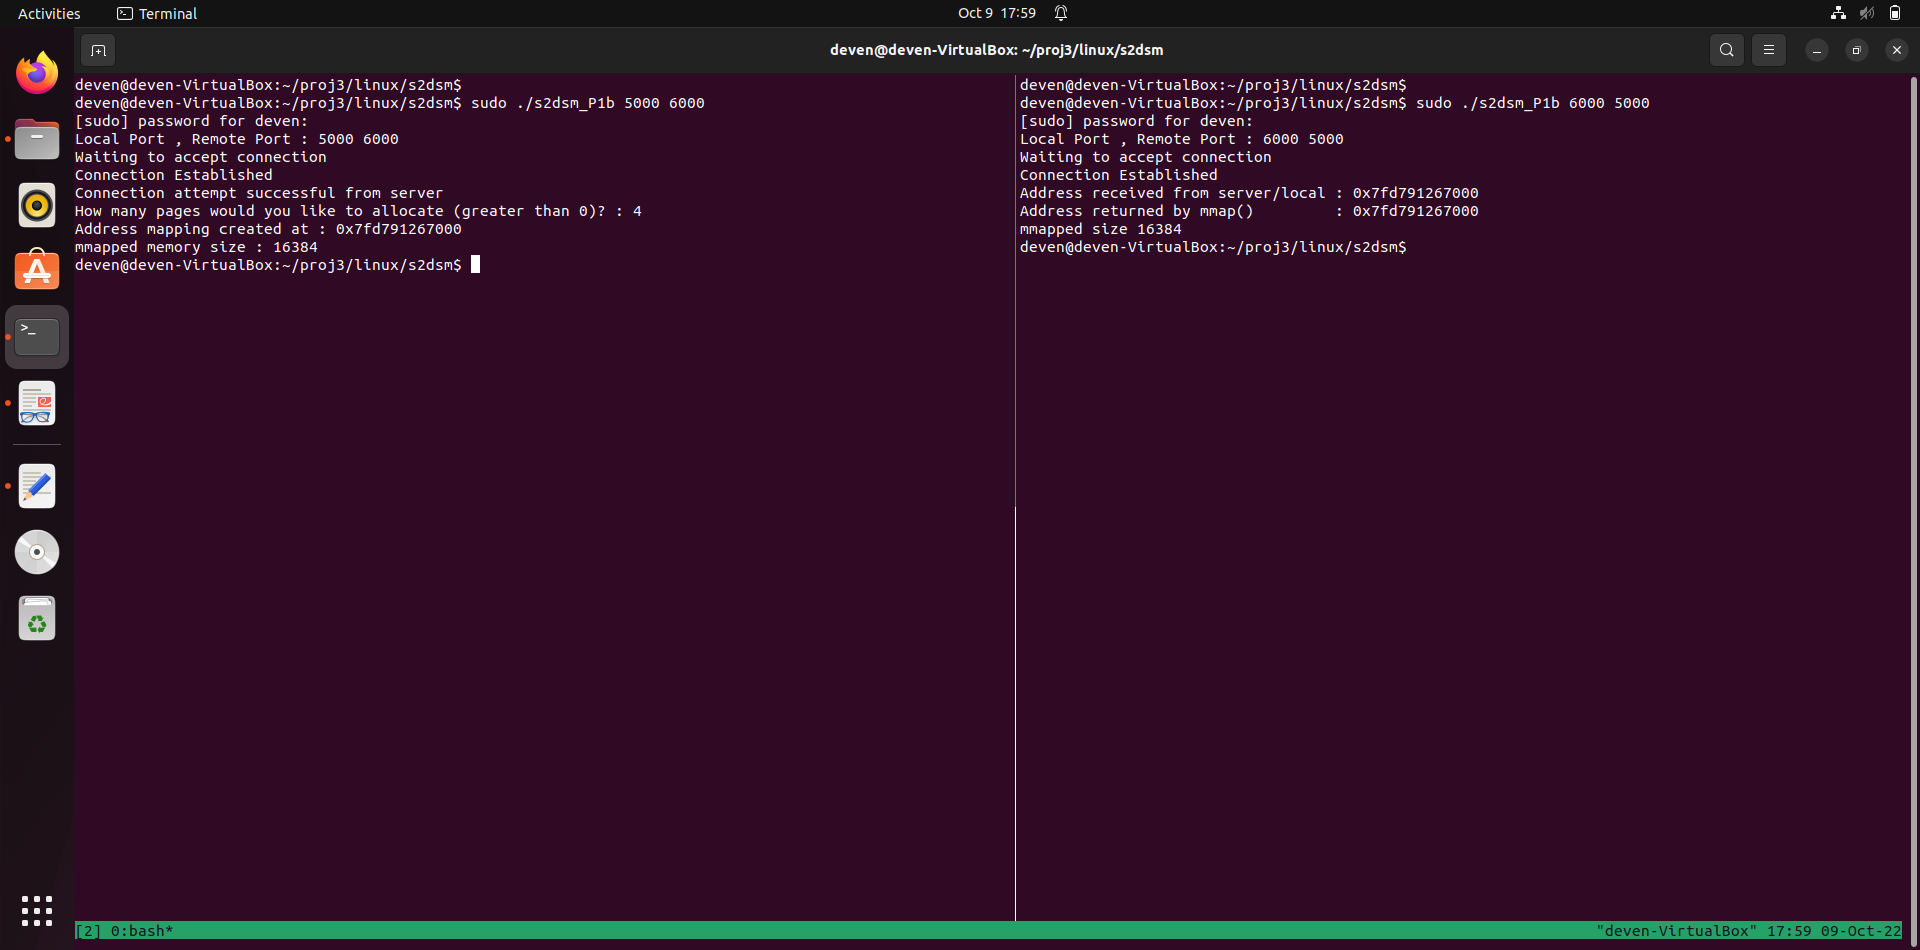 Activities
Terminal
Oct 9 17:59
deven@deven-VirtualBox: ~/proj3/linux/s2dsm
deven@deven-VirtualBox:~/proj3/linux/s2dsm$
deven@deven-VirtualBox:~/proj3/linux/s2dsm$ sudo ./s2dsm_P1b 5000 6000
[sudo] password for deven:
Local Port , Remote Port : 5000 6000
Waiting to accept connection
Connection Established
Connection attempt successful from server
How many pages would you like to allocate (greater than 0)? : 4
Address mapping created at : 0x7fd791267000
mmapped memory size : 16384
deven@deven-VirtualBox:~/proj3/linux/s2dsm$
deven@deven-VirtualBox:~/proj3/linux/s2dsm$
deven@deven-VirtualBox:~/proj3/linux/s2dsm$ sudo ./s2dsm_P1b 6000 5000
[sudo] password for deven:
Local Port , Remote Port : 6000 5000
Waiting to accept connection
Connection Established
Address received from server/local : 0x7fd791267000
Address returned by mmap()         : 0x7fd791267000
mmapped size 16384
deven@deven-VirtualBox:~/proj3/linux/s2dsm$
[2] 0:bash*
"deven-VirtualBox" 17:59 09-Oct-22